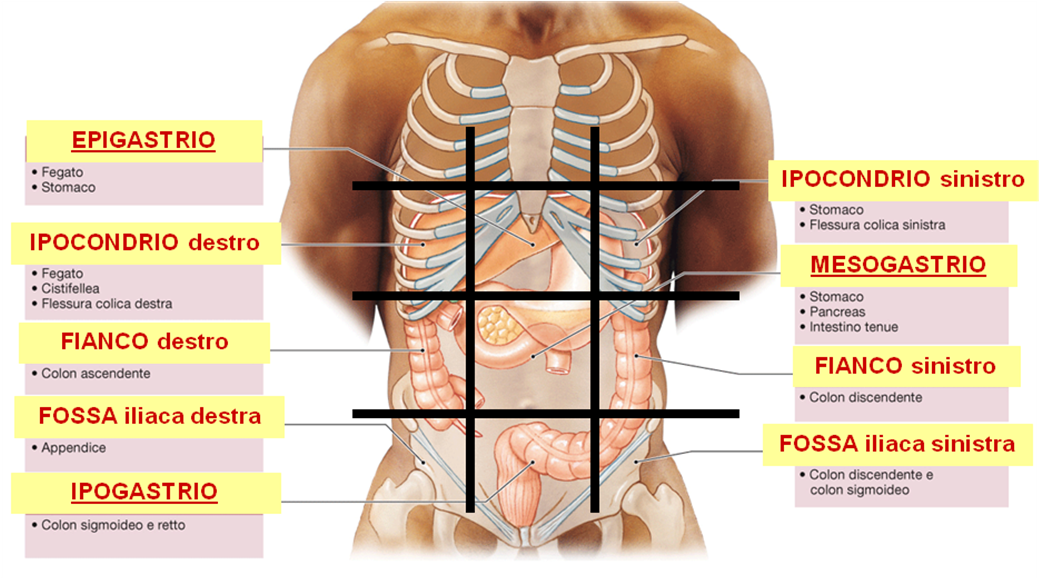 EPIGASTRIO
• Fegato
• Stomaco
IPOCONDRIO destro
• Fegato
• Cistifellea
• Flessura colica destra
FIANCO destro
• Colon ascendente
FOSSA iliaca destra
• Appendice
IPOGASTRIO
• Colon sigmoideo e retto
IPOCONDRIO sinistro
• Stomaco
• Flessura colica sinistra
MESOGASTRIO
• Stomaco
• Pancreas
• Intestino tenue
FIANCO sinistro
• Colon discendente
FOSSA iliaca sinistra
• Colon discendente e
colon sigmoideo